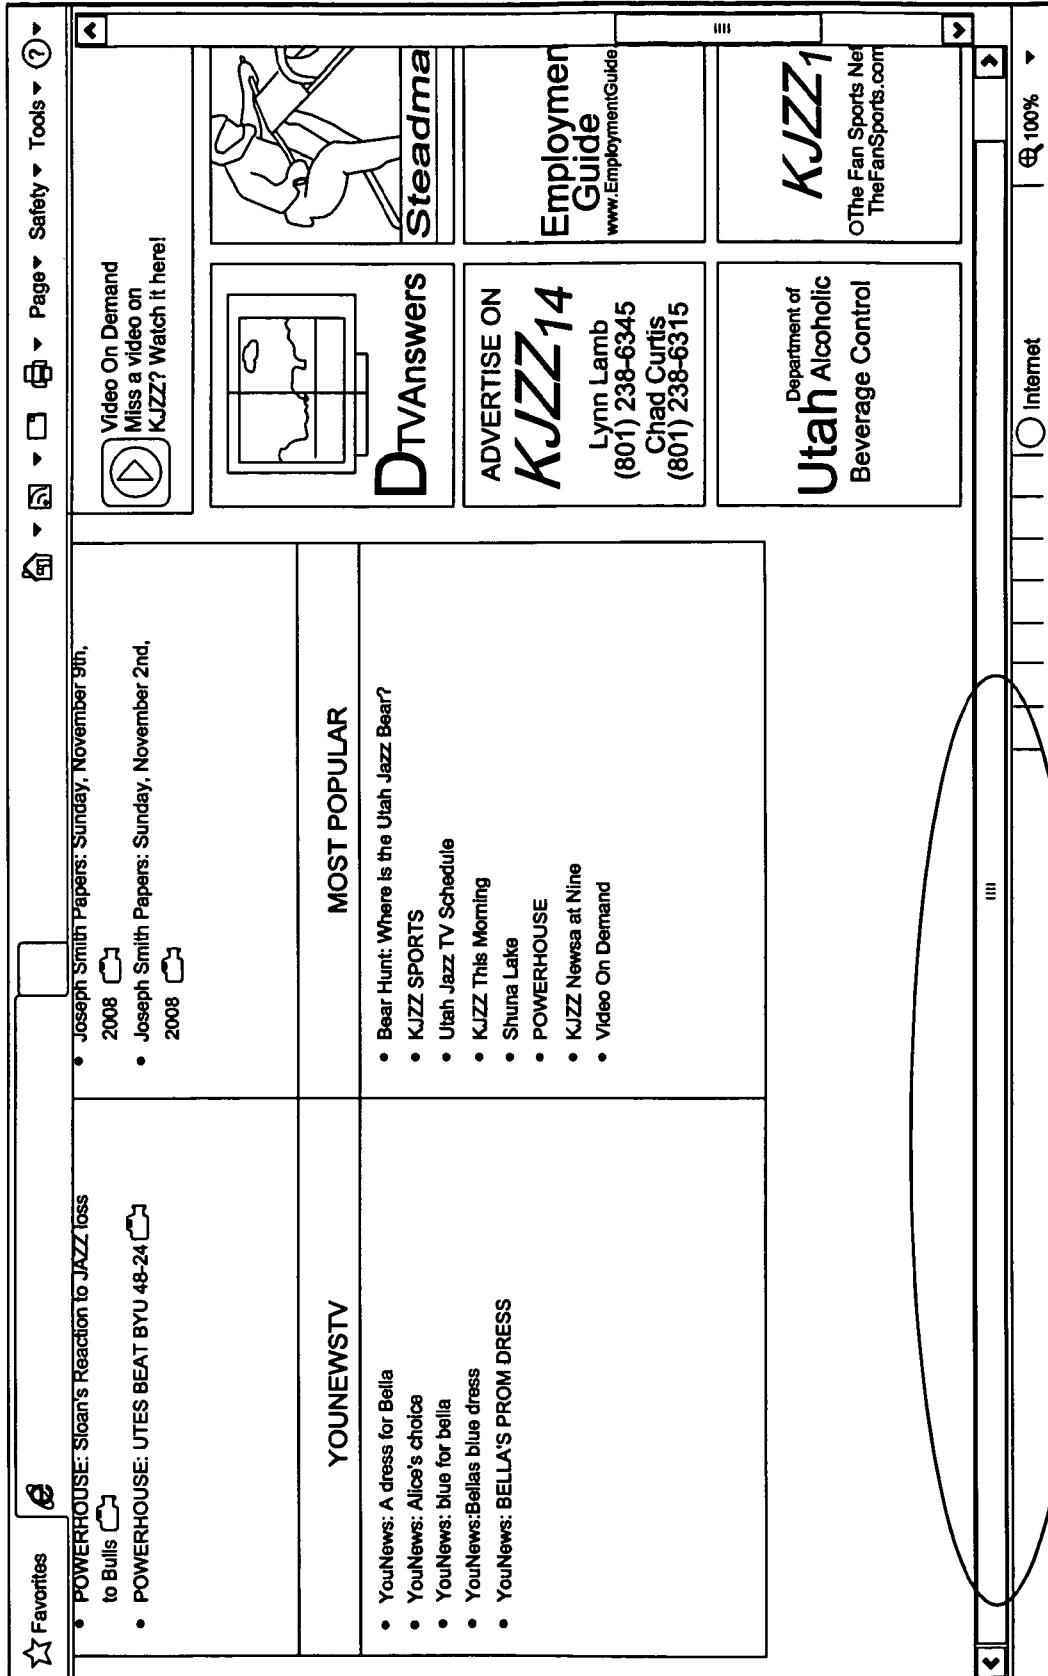 Favorites
Page Safety Tools ?
• POWERHOUSE: Sloan's Reaction to JAZZ loss
to Bulls
• POWERHOUSE: UTES BEAT BYU 48-24
• Joseph Smith Papers: Sunday, November 9th,
2008
• Joseph Smith Papers: Sunday, November 2nd,
2008
YOUNEWSTV
• YouNews: A dress for Bella
• YouNews: Alice's choice
• YouNews: blue for bella
• YouNews:Bellas blue dress
• YouNews: BELLA'S PROM DRESS
MOST POPULAR
• Bear Hunt: Where is the Utah Jazz Bear?
• KJZZ SPORTS
• Utah Jazz TV Schedule
• KJZZ This Morning
• Shuna Lake
• POWERHOUSE
• KJZZ Newsa at Nine
• Video On Demand
Video On Demand
Miss a video on
KJZZ? Watch it here!
DTVAnswers
Steadma
ADVERTISE ON
KJZZ14
Lynn Lamb
(801) 238-6345
Chad Curtis
(801) 238-6315
Employmen
Guide
www.EmploymentGuide.
Department of
Utah Alcoholic
Beverage Control
KJZZ1
OThe Fan Sports Net
TheFanSports.com
Internet
100%